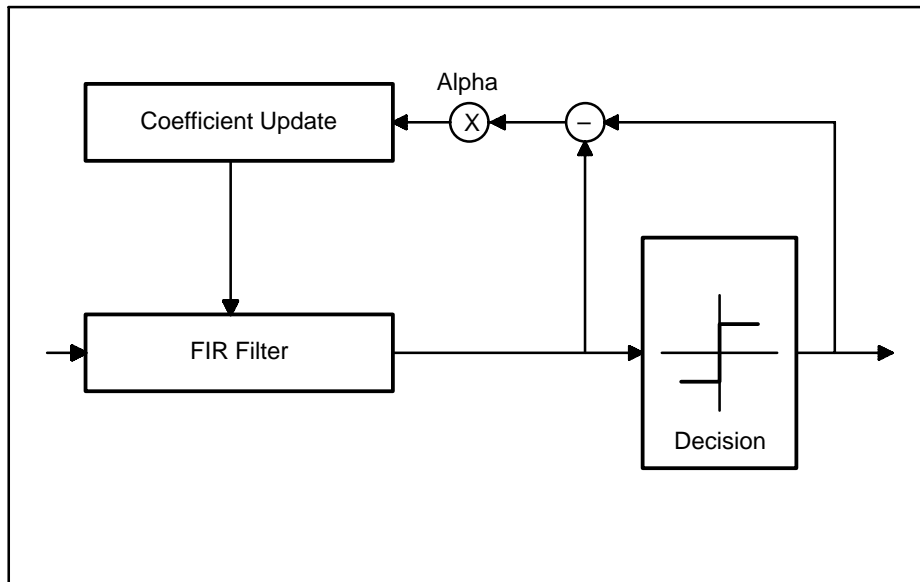 Alpha
Coefficient Update
X
–
FIR Filter
Decision